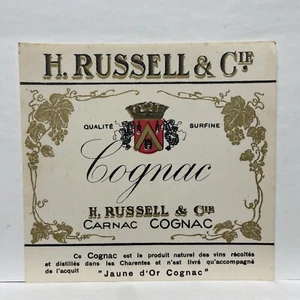 H. RUSSELL & CIE.
QUALITÉ SURFINE
Cognac
H. RUSSELL & CIE
CARNAC COGNAC
Ce Cognac est le produit naturel des vins récoltés
et distillés dans les Charentes et n'est livré qu'accompagné
de l'acquit "Jaune d'Or Cognac"